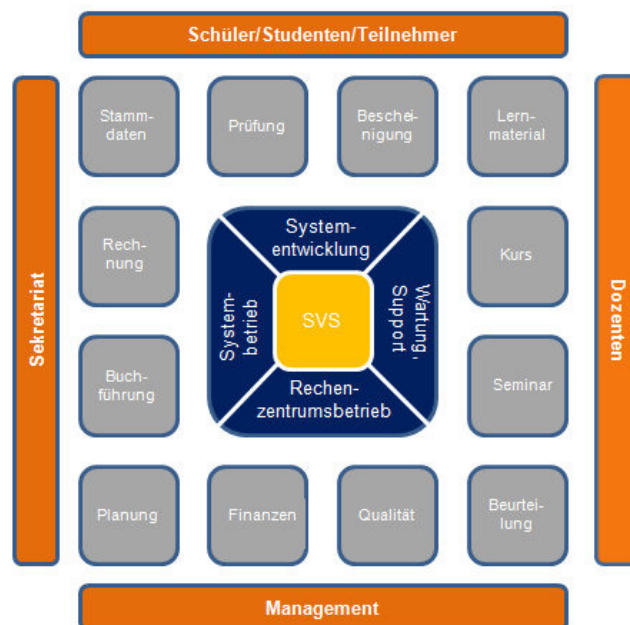 Schüler/Studenten/Teilnehmer
Sekretariat
Stamm-
daten
Prüfung
Beschei-
nigung
Lern-
material
Rech-
nung
System-
entwicklung
System-
betrieb
SVS
Wartung,
Support
Rechen-
zentrumsbetrieb
Kurs
Buch-
führung
Seminar
Planung
Finanzen
Qualität
Beurtei-
lung
Dozenten
Management